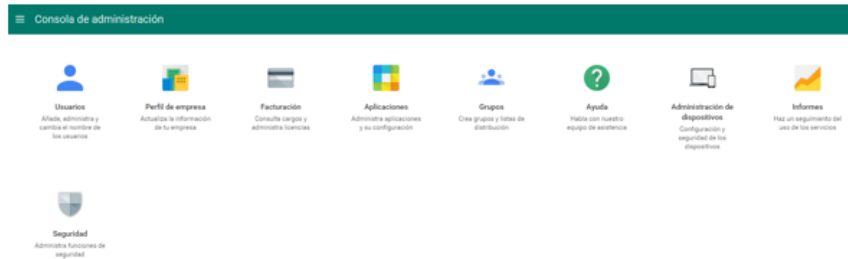 Consola de administración
Usuarios
Añade, administra y
cambia el nombre de
los usuarios
Perfil de empresa
Actualiza la información
de tu empresa
Facturación
Consulta cargos y
administra licencias
Aplicaciones
Administra aplicaciones
y su configuración
Grupos
Crea grupos y listas de
distribución
Ayuda
Habla con nuestro
equipo de asistencia
Administración de
dispositivos
Configuración y
seguridad de los
dispositivos
Informes
Haz un seguimiento del
uso de los servicios
Seguridad
Administra funciones de
seguridad